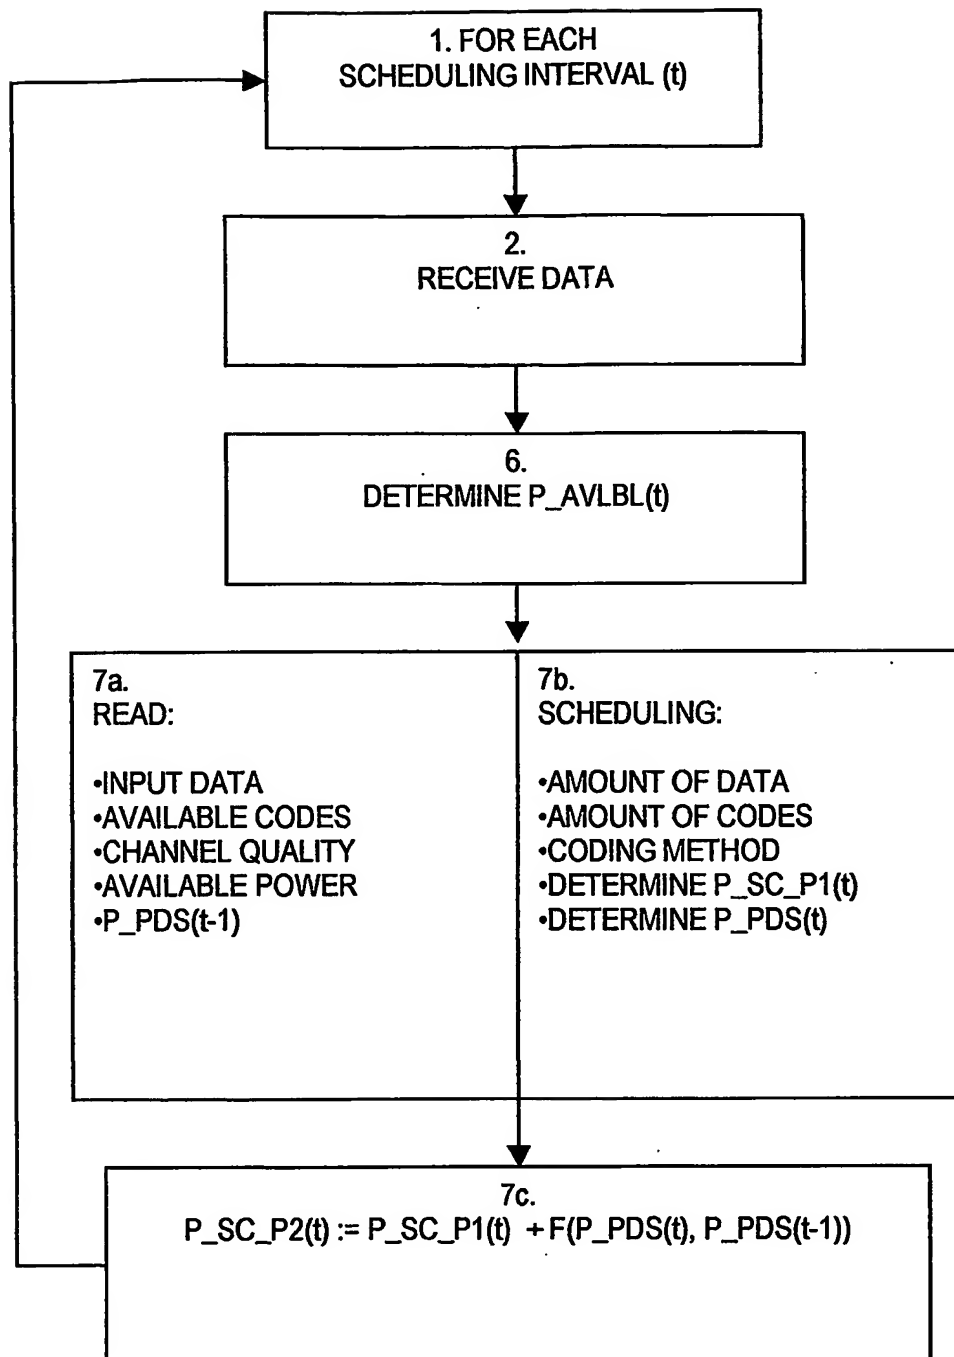 1. FOR EACH
SCHEDULING INTERVAL (t)
2.
RECEIVE DATA
6.
DETERMINE P_AVLBL(t)
7a.
READ:
•INPUT DATA
•AVAILABLE CODES
•CHANNEL QUALITY
•AVAILABLE POWER
•P_PDS(t-1)
7b.
SCHEDULING:
•AMOUNT OF DATA
•AMOUNT OF CODES
•CODING METHOD
•DETERMINE P_SC_P1(t)
•DETERMINE P_PDS(t)
7c.
P_SC_P2(t) := P_SC_P1(t) + F(P_PDS(t), P_PDS(t-1))